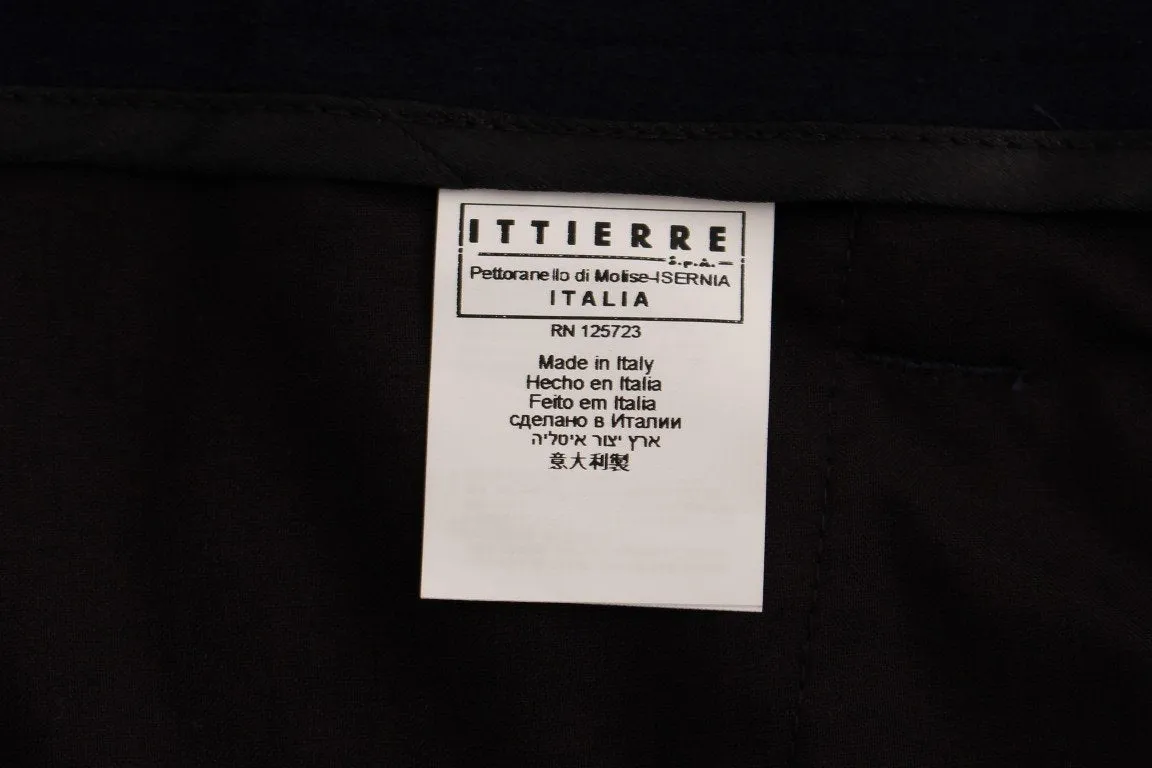 ITTIERRE
S.p.A.
Pettoranello di Molise-ISERNIA
ITALIA
RN 125723
Made in Italy
Hecho en Italia
Feito em Italia
сделано в Италии
ארץ יצור איטליה
意大利製